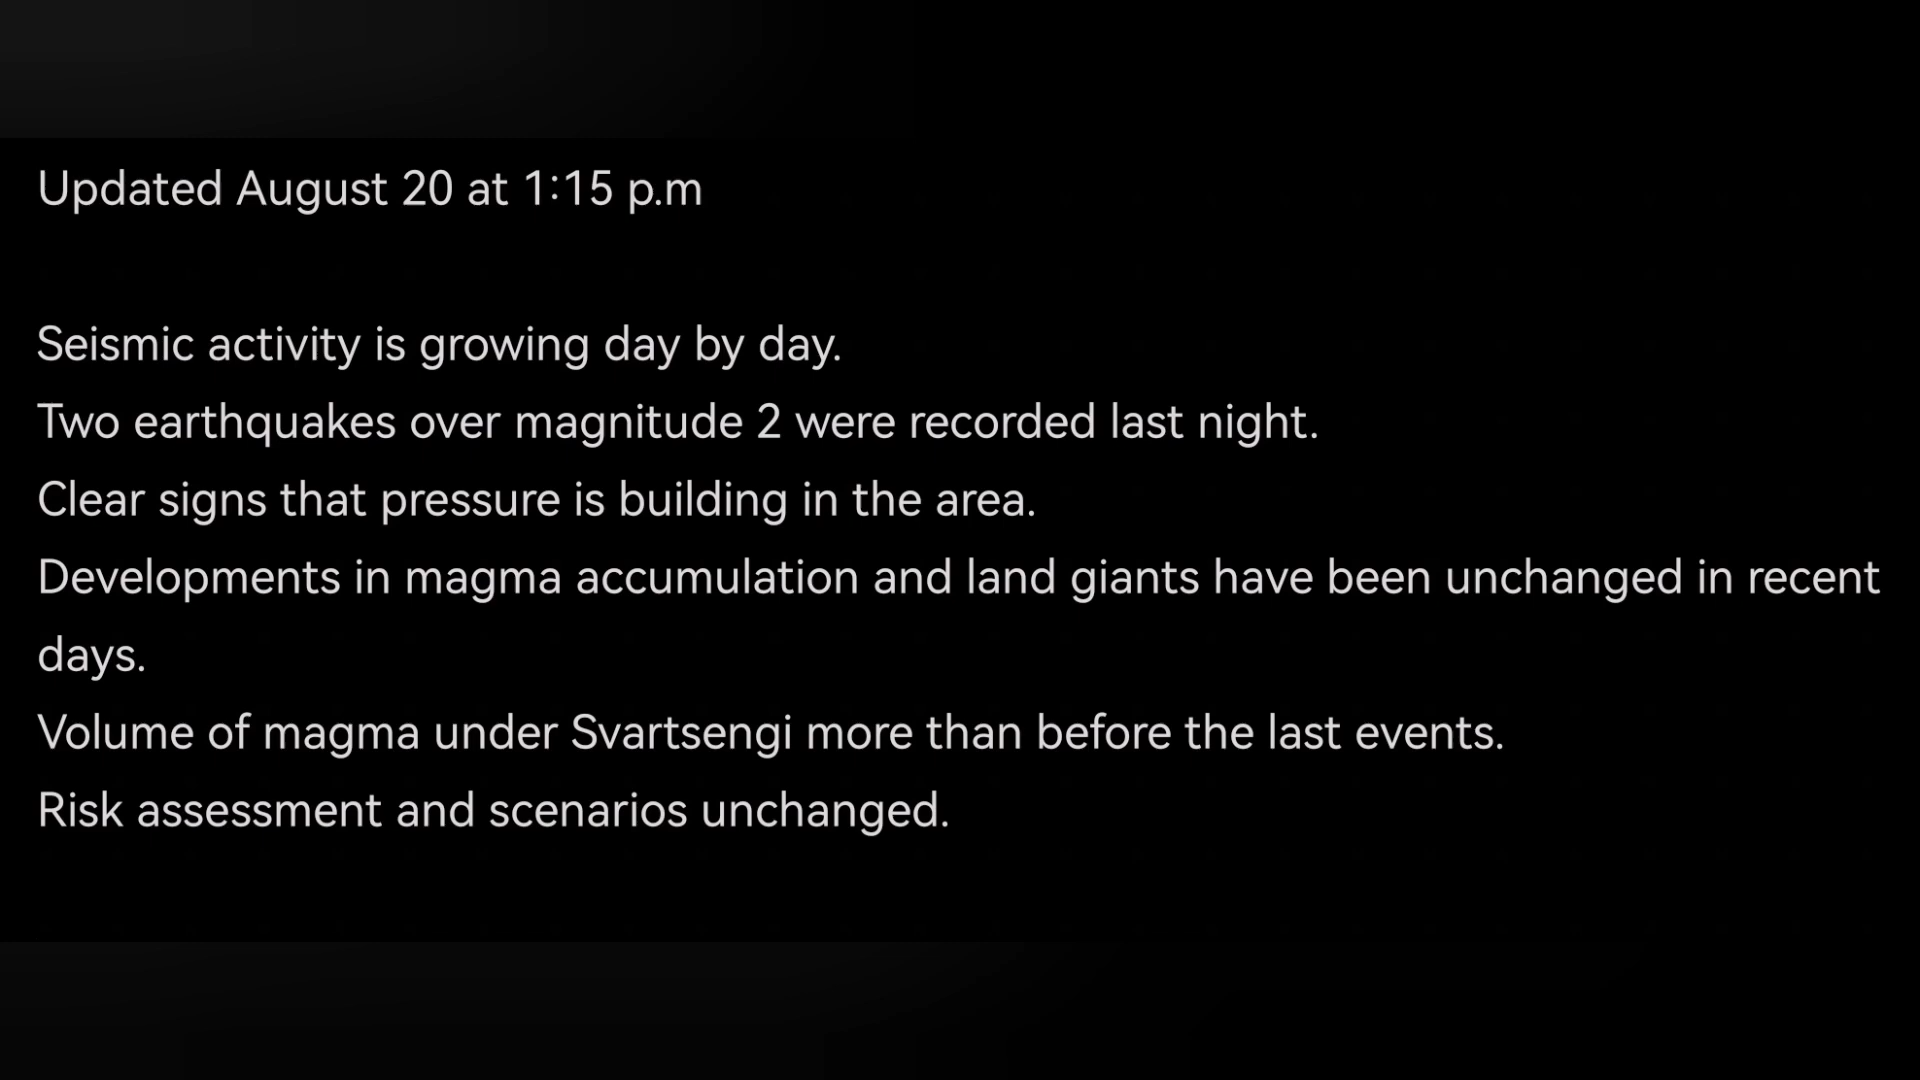 Updated August 20 at 1:15 p.m
Seismic activity is growing day by day.
Two earthquakes over magnitude 2 were recorded last night.
Clear signs that pressure is building in the area.
Developments in magma accumulation and land giants have been unchanged in recent
days.
Volume of magma under Svartsengi more than before the last events.
Risk assessment and scenarios unchanged.